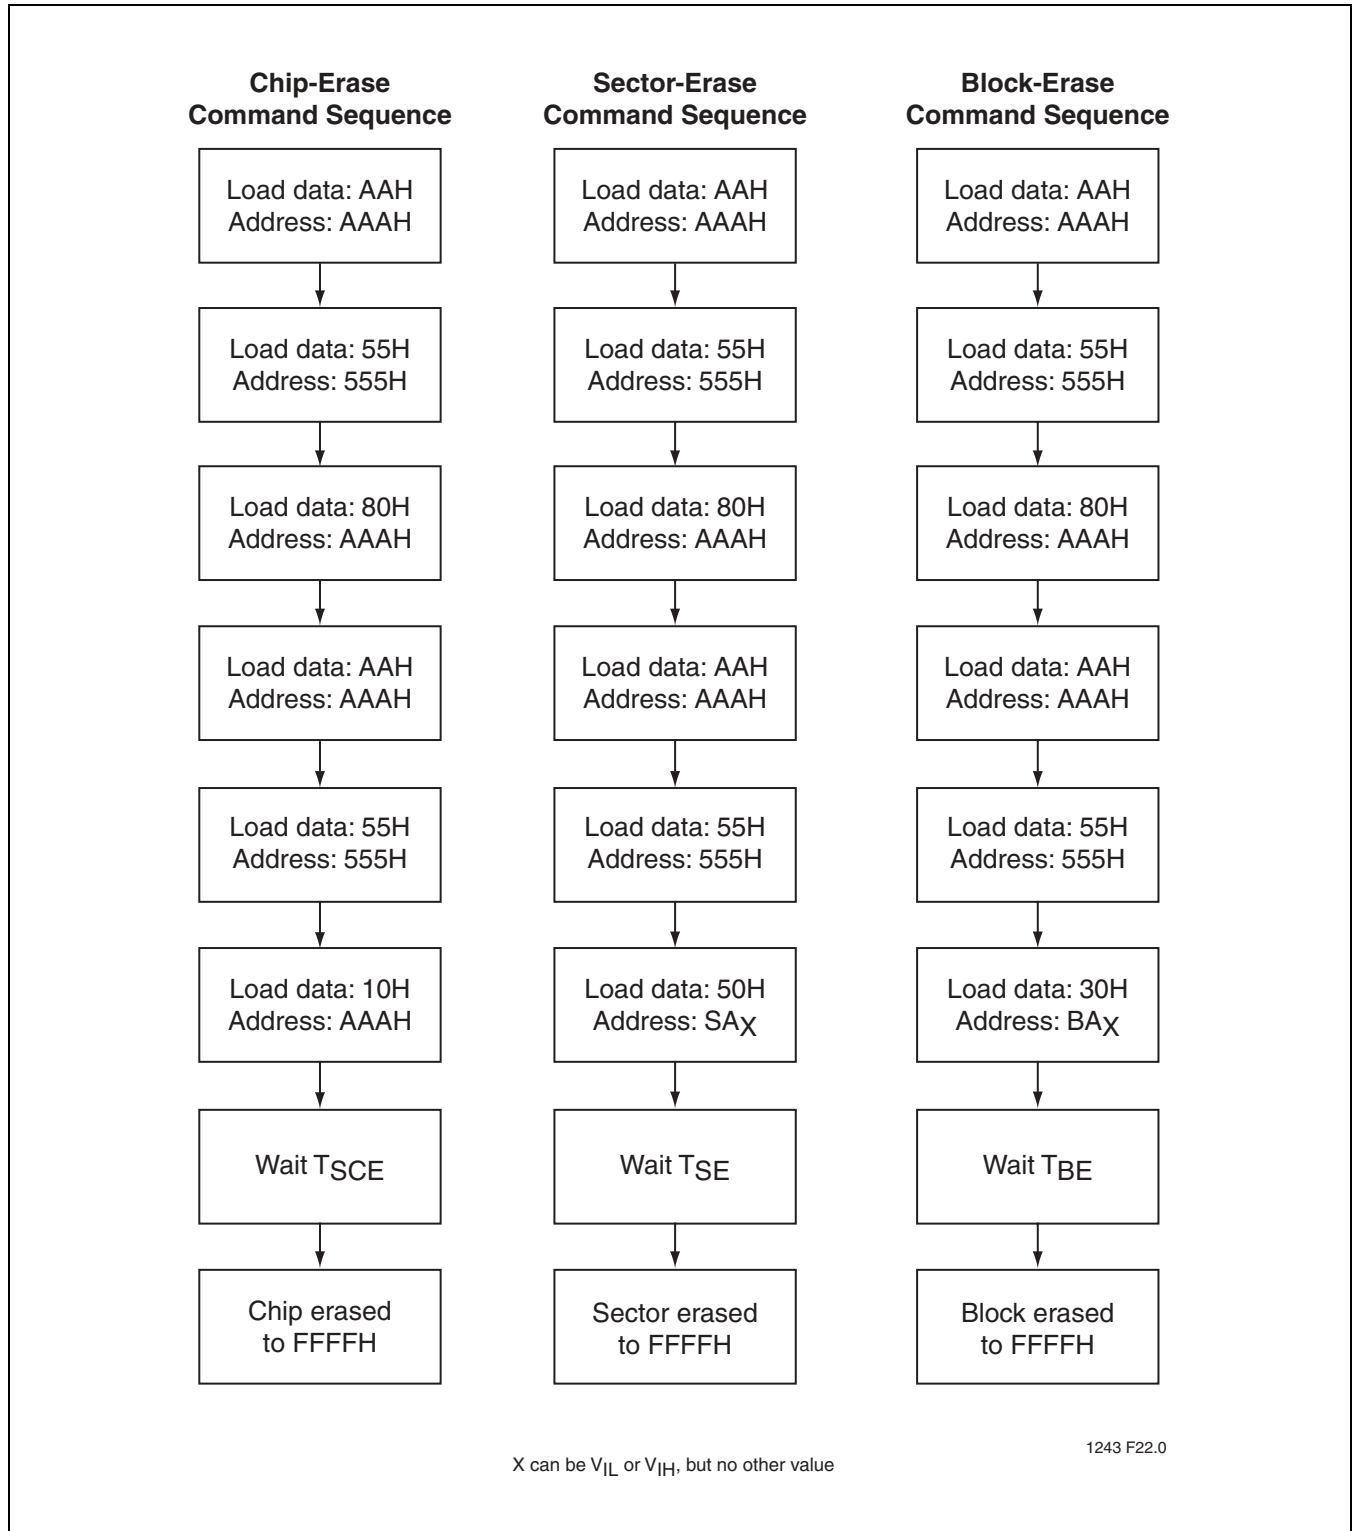 Chip-Erase
Command Sequence
Load data: AAH
Address: AAAH
Load data: 55H
Address: 555H
Load data: 80H
Address: AAAH
Load data: AAH
Address: AAAH
Load data: 55H
Address: 555H
Load data: 10H
Address: AAAH
Wait TSCE
Chip erased
to FFFFH
Sector-Erase
Command Sequence
Load data: AAH
Address: AAAH
Load data: 55H
Address: 555H
Load data: 80H
Address: AAAH
Load data: AAH
Address: AAAH
Load data: 55H
Address: 555H
Load data: 50H
Address: SAX
Wait TSE
Sector erased
to FFFFH
Block-Erase
Command Sequence
Load data: AAH
Address: AAAH
Load data: 55H
Address: 555H
Load data: 80H
Address: AAAH
Load data: AAH
Address: AAAH
Load data: 55H
Address: 555H
Load data: 30H
Address: BAX
Wait TBE
Block erased
to FFFFH
1243 F22.0
X can be VIL or VIH, but no other value